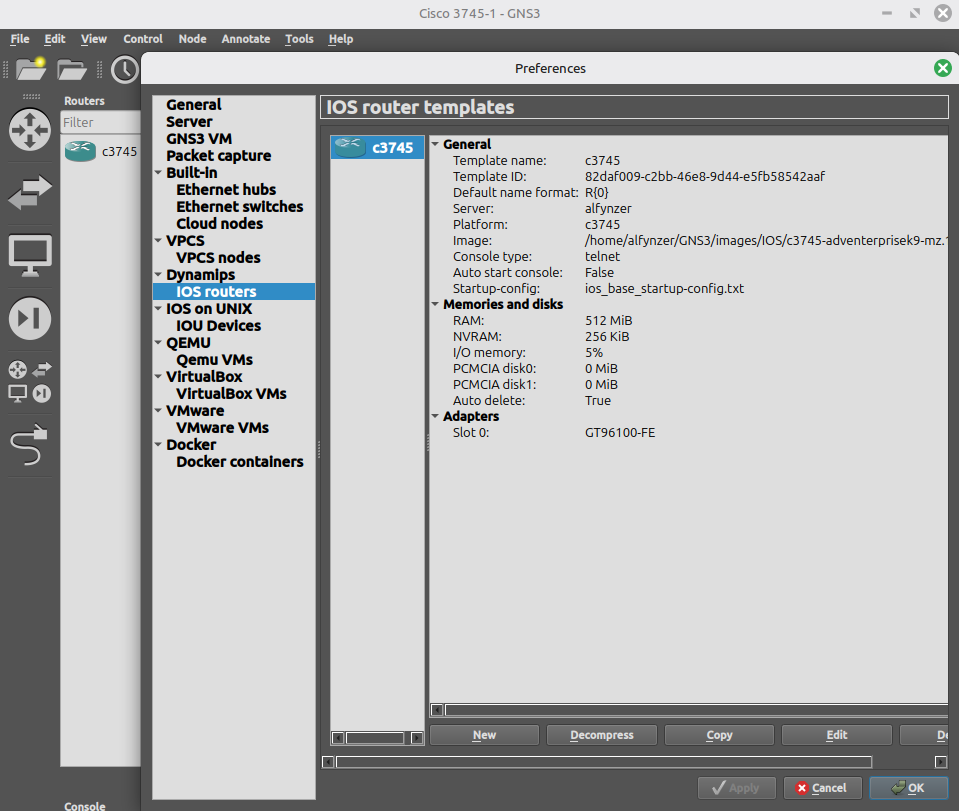 Cisco 3745-1 - GNS3
File Edit View Control Node Annotate Tools Help
Preferences
Routers
Filter
c3745
General
Server
GNS3 VM
Packet capture
Built-in
Ethernet hubs
Ethernet switches
Cloud nodes
VPCS
VPCS nodes
Dynamips
IOS routers
IOS on UNIX
IOU Devices
QEMU
Qemu VMs
VirtualBox
VirtualBox VMs
VMware
VMware VMs
Docker
Docker containers
IOS router templates
c3745
General
Template name: c3745
Template ID: 82daf009-c2bb-46e8-9d44-e5fb58542aaf
Default name format: R{0}
Server: alfynzer
Platform: c3745
Image: /home/alfynzer/GNS3/images/IOS/c3745-adventerprisek9-mz.1
Console type: telnet
Auto start console: False
Startup-config: ios_base_startup-config.txt
Memories and disks
RAM: 512 MiB
NVRAM: 256 KiB
I/O memory: 5%
PCMCIA disk0: 0 MiB
PCMCIA disk1: 0 MiB
Auto delete: True
Adapters
Slot 0: GT96100-FE
New Decompress Copy Edit De
Apply Cancel OK
Console